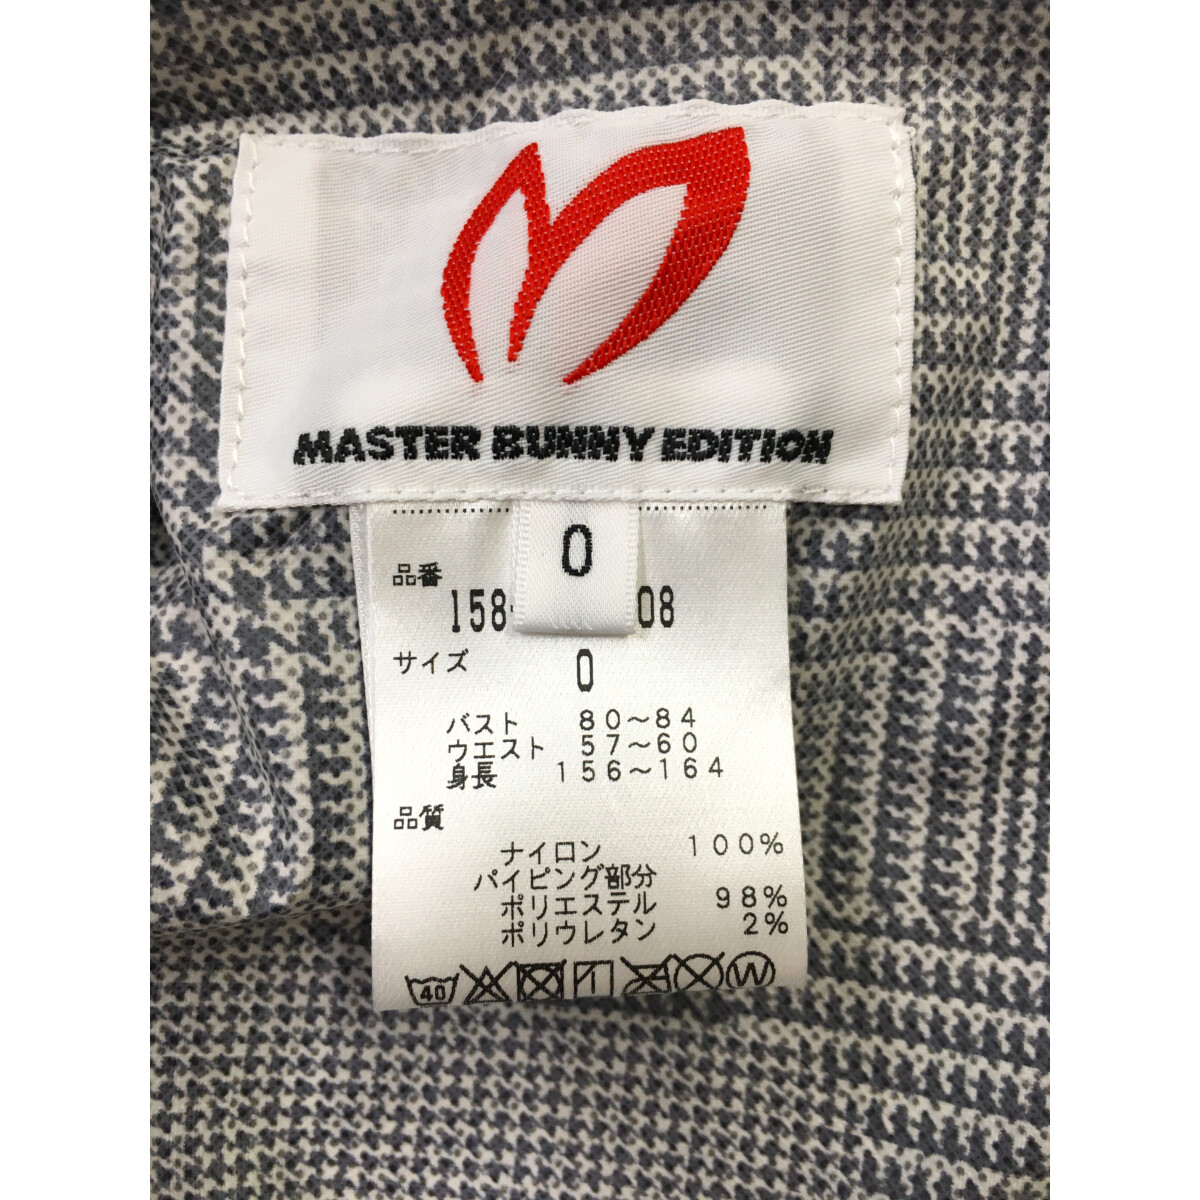 MASTER BUNNY EDITION
0
品番
158- 08
サイズ 0
バスト 80～84
ウエスト 57～60
身長 156～164
品質
ナイロン 100%
パイピング部分
ポリエステル 98%
ポリウレタン 2%
40 W